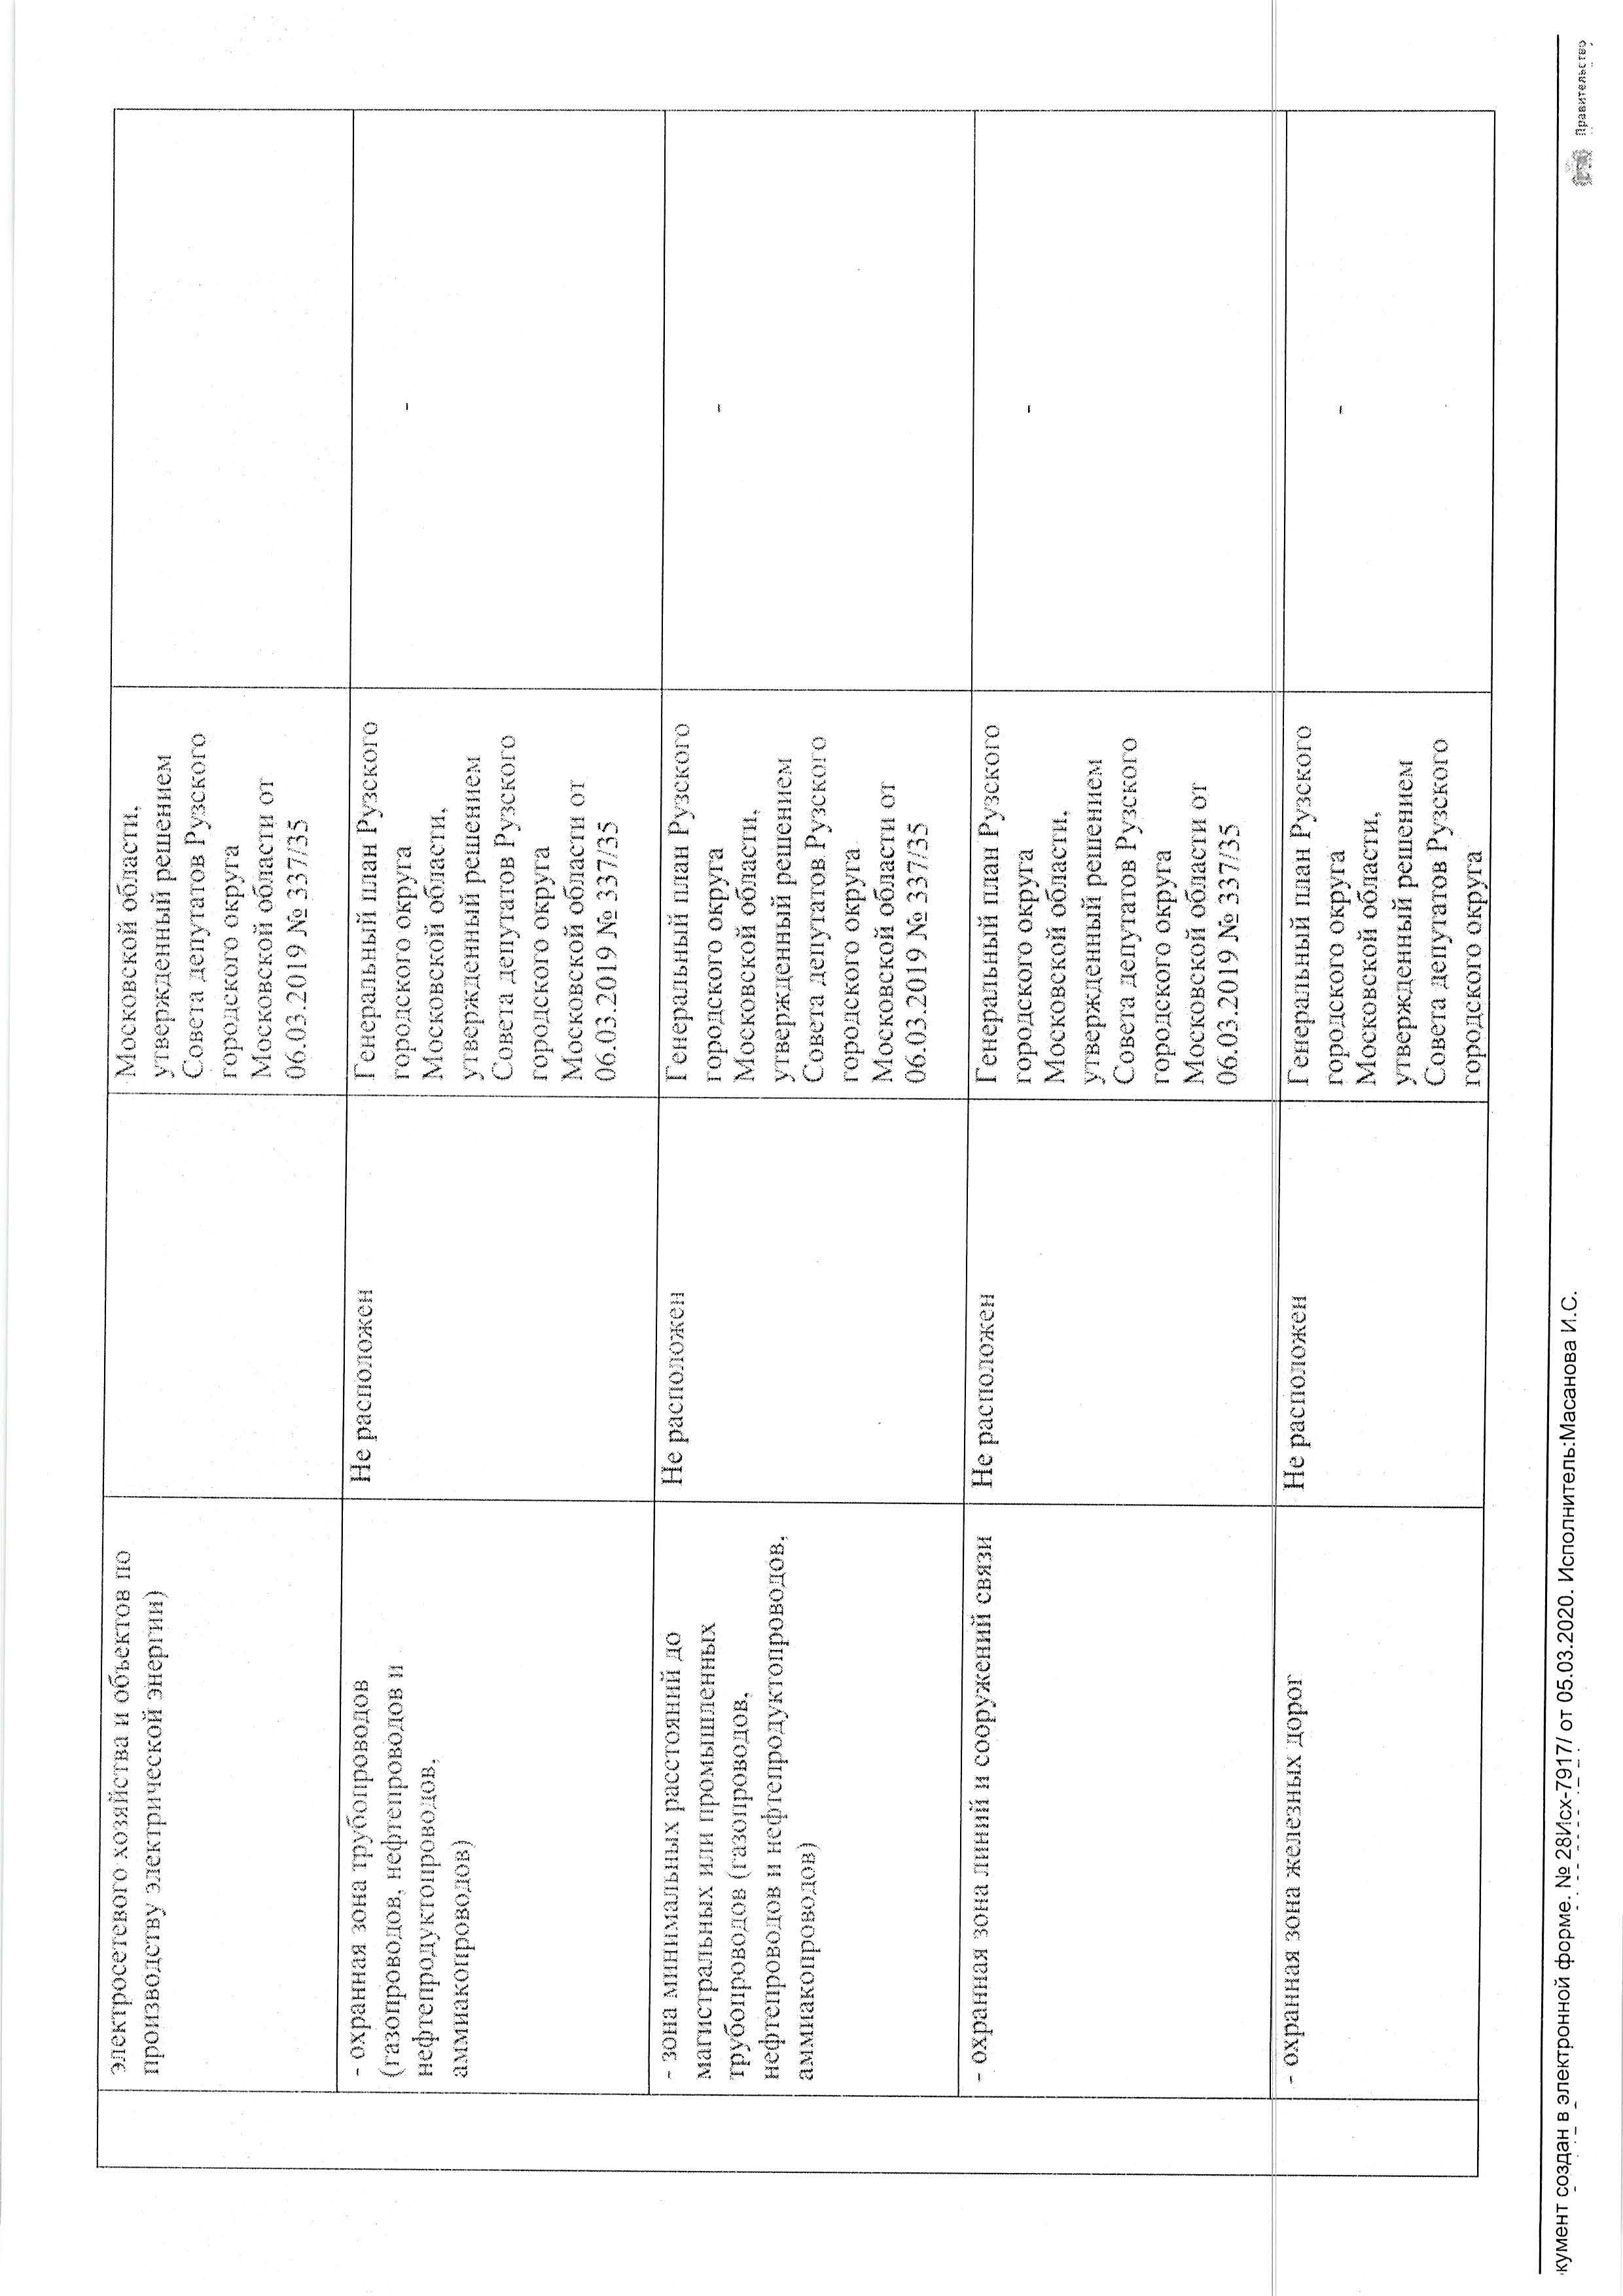 электросетевого хозяйства и объектов по
производству электрической энергии)
Московской области,
утвержденный решением
Совета депутатов Рузского
городского округа
Московской области от
06.03.2019 № 337/35
- охранная зона трубопроводов
(газопроводов, нефтепроводов и
нефтепродуктопроводов,
аммиакопроводов)
Не расположен
Генеральный план Рузского
городского округа
Московской области,
утвержденный решением
Совета депутатов Рузского
городского округа
Московской области от
06.03.2019 № 337/35
-
- зона минимальных расстояний до
магистральных или промышленных
трубопроводов (газопроводов,
нефтепроводов и нефтепродуктопроводов,
аммиакопроводов)
Не расположен
Генеральный план Рузского
городского округа
Московской области,
утвержденный решением
Совета депутатов Рузского
городского округа
Московской области от
06.03.2019 № 337/35
-
- охранная зона линий и сооружений связи
Не расположен
Генеральный план Рузского
городского округа
Московской области,
утвержденный решением
Совета депутатов Рузского
городского округа
Московской области от
06.03.2019 № 337/35
-
- охранная зона железных дорог
Не расположен
Генеральный план Рузского
городского округа
Московской области,
утвержденный решением
Совета депутатов Рузского
городского округа
-
кумент создан в электронной форме. № 28Исх-7917/ от 05.03.2020. Исполнитель:Масанова И.С.
Правительство